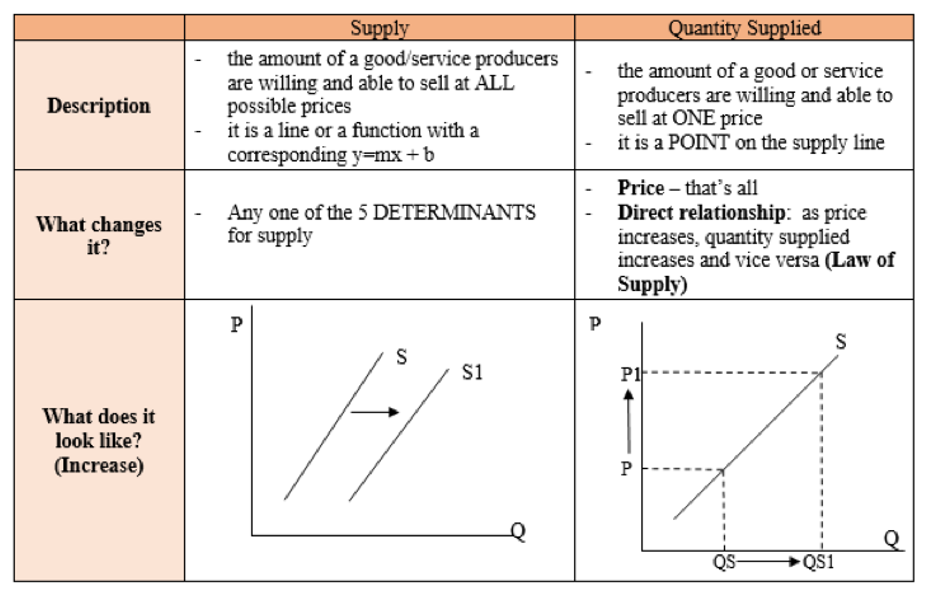 Supply
Quantity Supplied
Description
- the amount of a good/service producers
are willing and able to sell at ALL
possible prices
- it is a line or a function with a
corresponding y=mx + b
- the amount of a good or service
producers are willing and able to
sell at ONE price
- it is a POINT on the supply line
What changes
it?
- Any one of the 5 DETERMINANTS
for supply
- Price – that’s all
- Direct relationship: as price
increases, quantity supplied
increases and vice versa (Law of
Supply)
What does it
look like?
(Increase)
P
S
S1
Q
P
S
P1
P
Q
QS
QS1